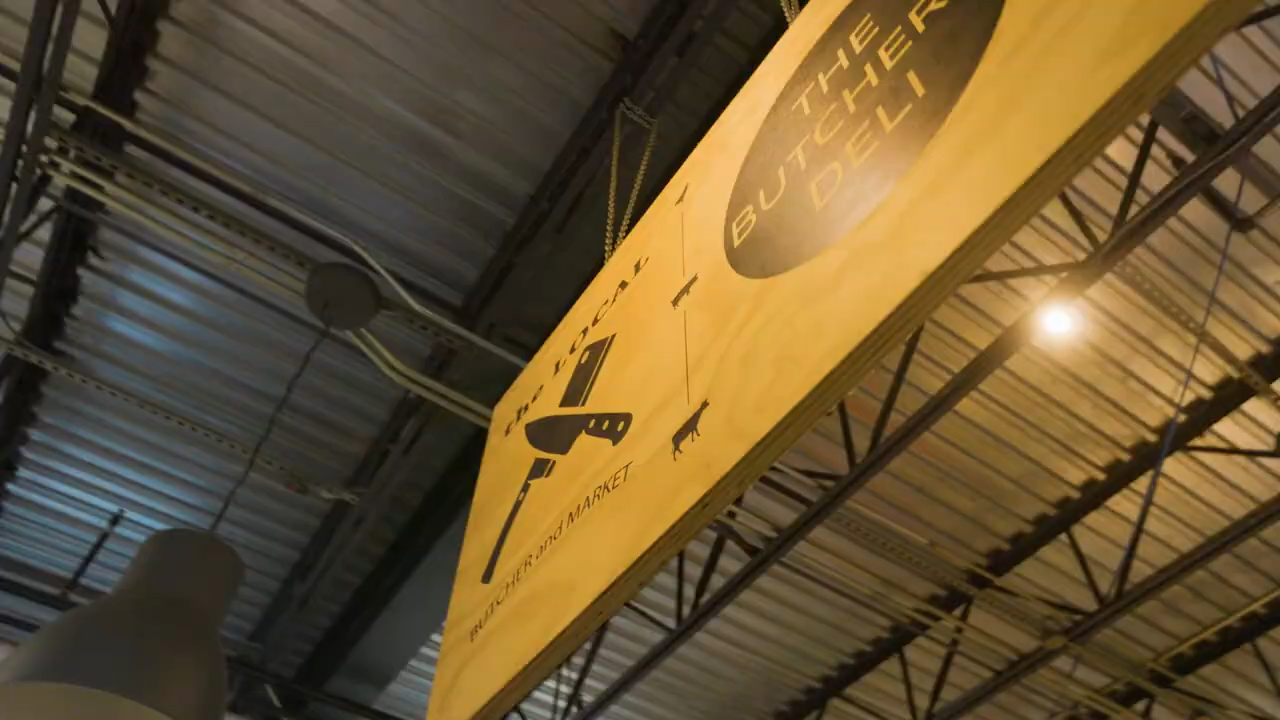 the LOCAL
BUTCHER and MARKET
THE
BUTCHER
DELI